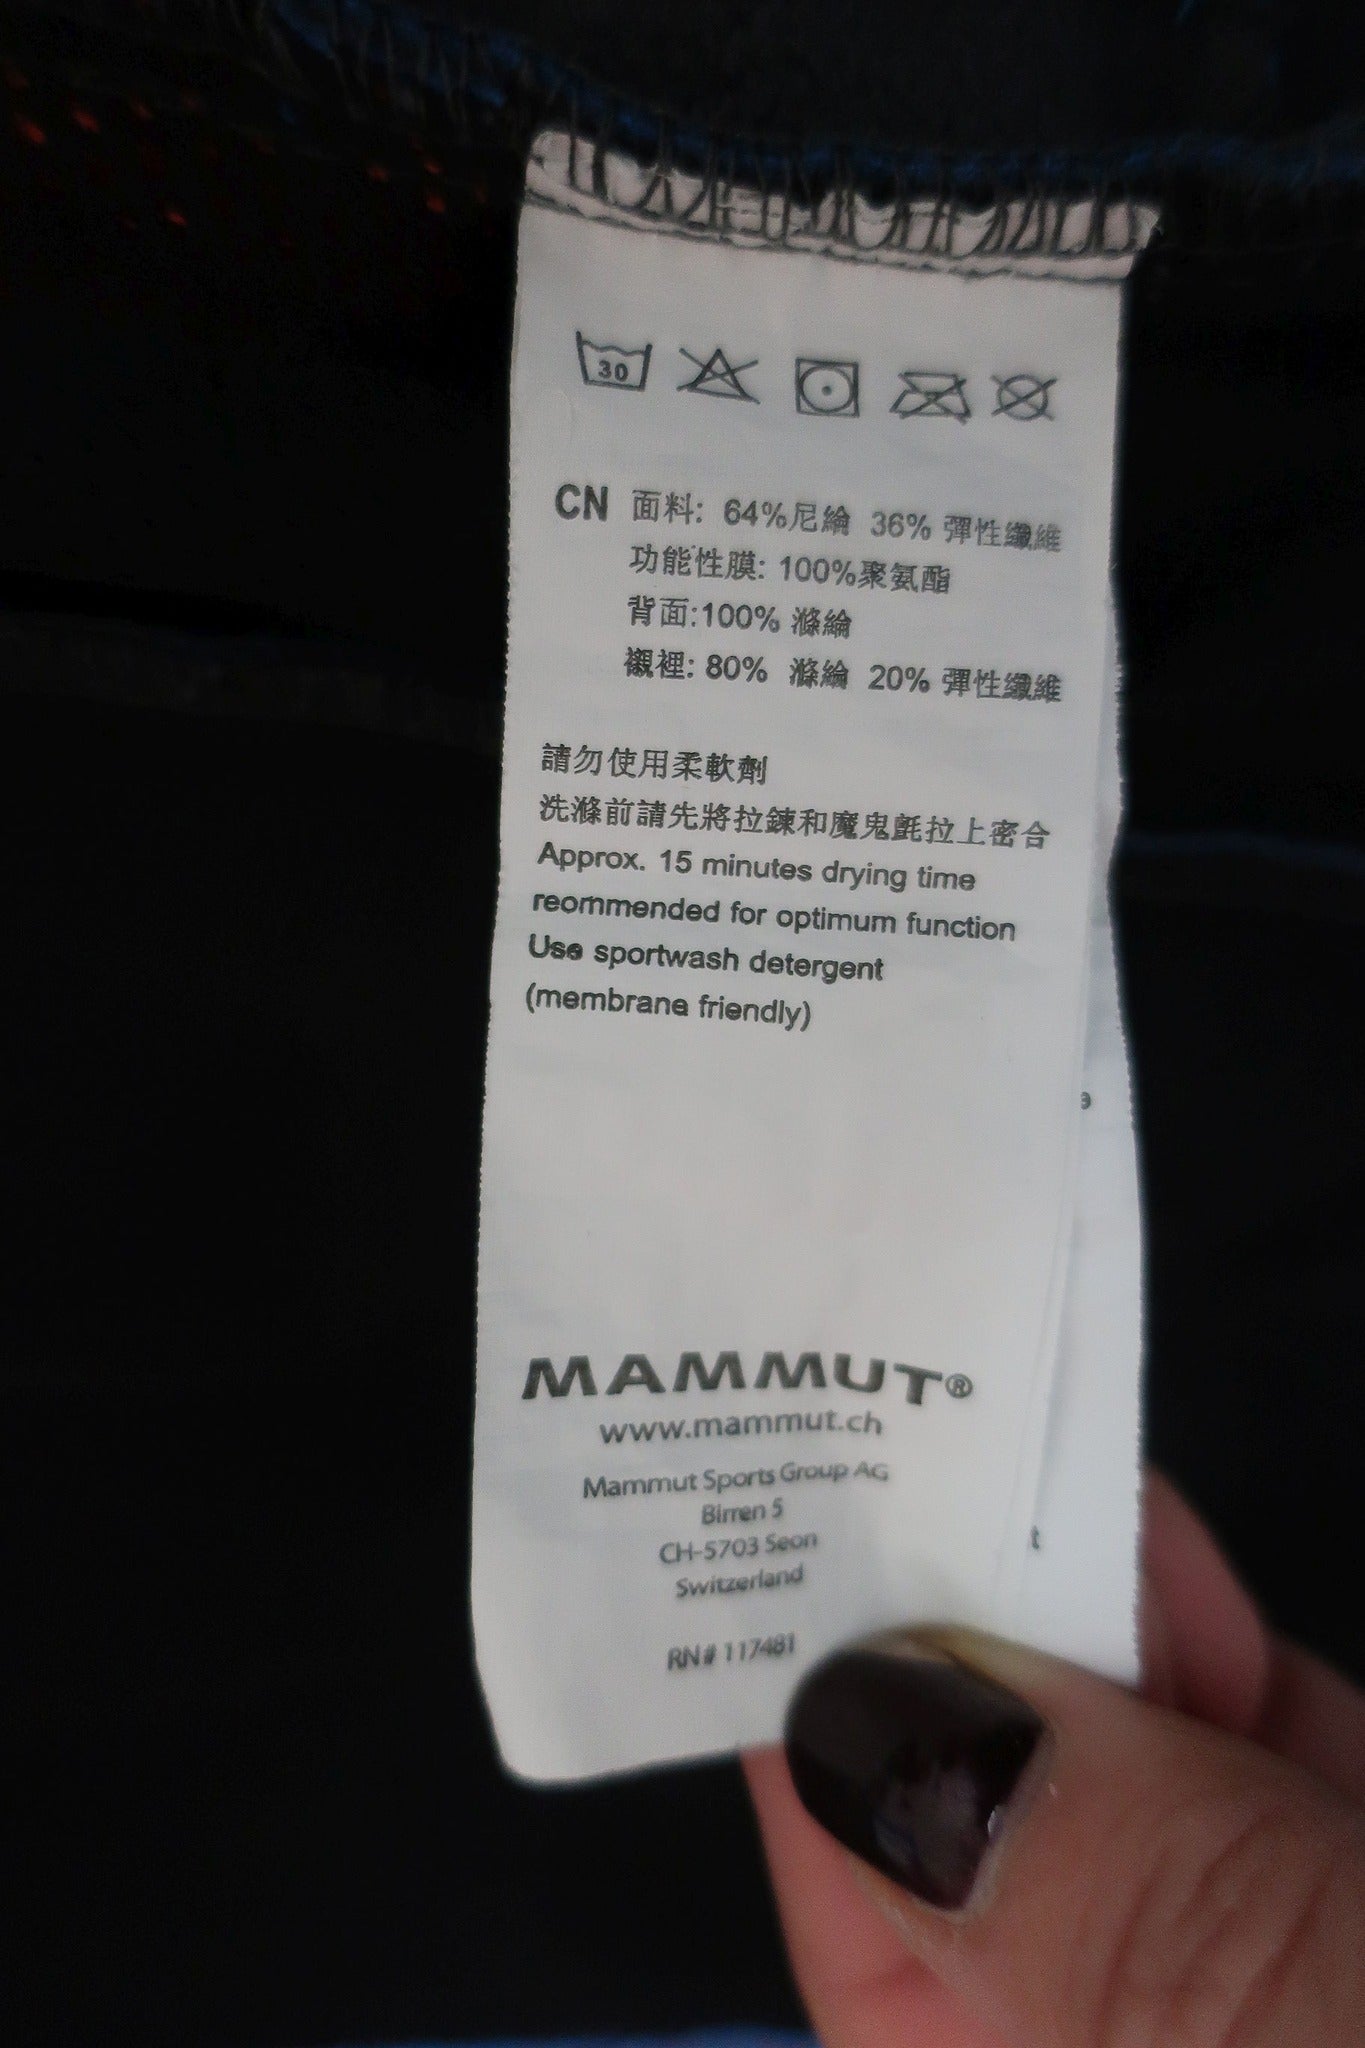 30
CN 面料: 64%尼綸 36% 彈性纖維
功能性膜: 100%聚氨酯
背面:100% 滌綸
襯裡: 80% 滌綸 20% 彈性纖維
請勿使用柔軟劑
洗滌前請先將拉鍊和魔鬼氈拉上密合
Approx. 15 minutes drying time
reommended for optimum function
Use sportwash detergent
(membrane friendly)
MAMMUT®
www.mammut.ch
Mammut Sports Group AG
Birren 5
CH-5703 Seon
Switzerland
RN# 117481